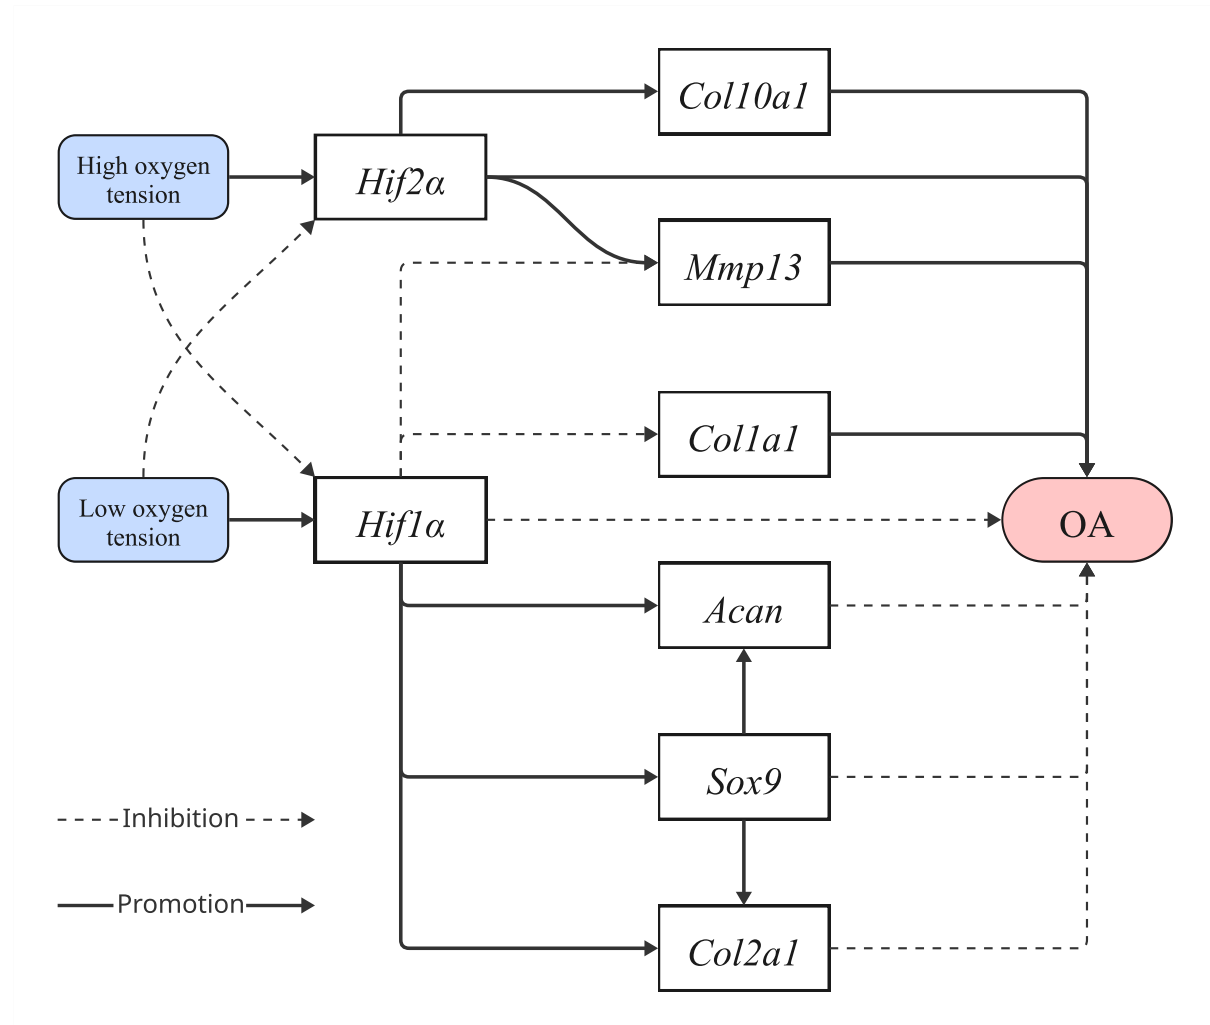 Col10a1
High oxygen
tension
Hif2α
Mmp13
Col1a1
Low oxygen
tension
Hif1α
OA
Acan
Sox9
Inhibition
Promotion
Col2a1